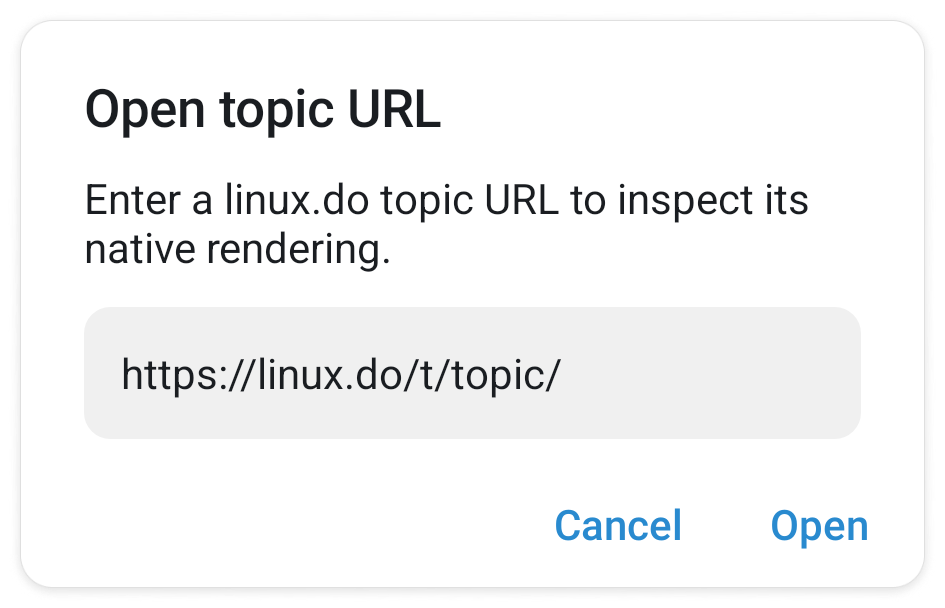 Open topic URL
Enter a linux.do topic URL to inspect its
native rendering.
https://linux.do/t/topic/
Cancel
Open